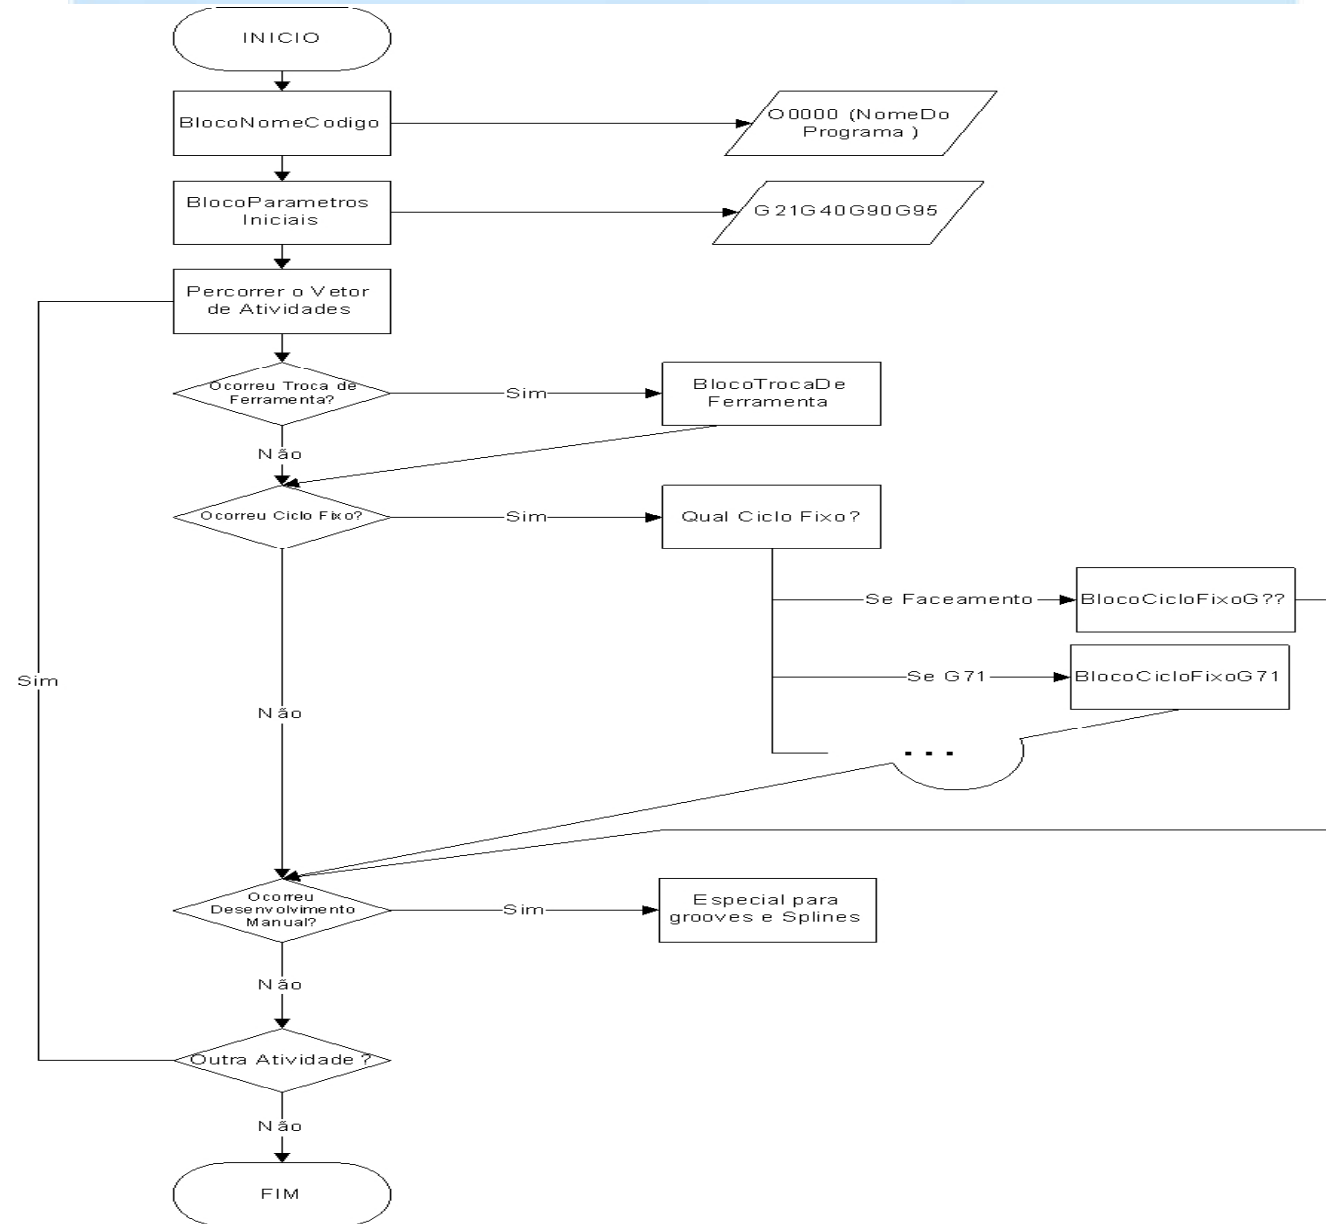 INICIO
BlocoNomeCodigo
O0000 (NomeDo
Programa )
BlocoParametros
Iniciais
G21G40G90G95
Percorrer o Vetor
de Atividades
Ocorreu Troca de
Ferramenta?
Sim
BlocoTrocaDe
Ferramenta
Não
Ocorreu Ciclo Fixo?
Sim
Qual Ciclo Fixo?
Se Faceamento
BlocoCicloFixoG??
Se G71
BlocoCicloFixoG71
Sim
Não
...
Ocorreu
Desenvolvimento
Manual?
Sim
Especial para
grooves e Splines
Não
Outra Atividade ?
Não
FIM